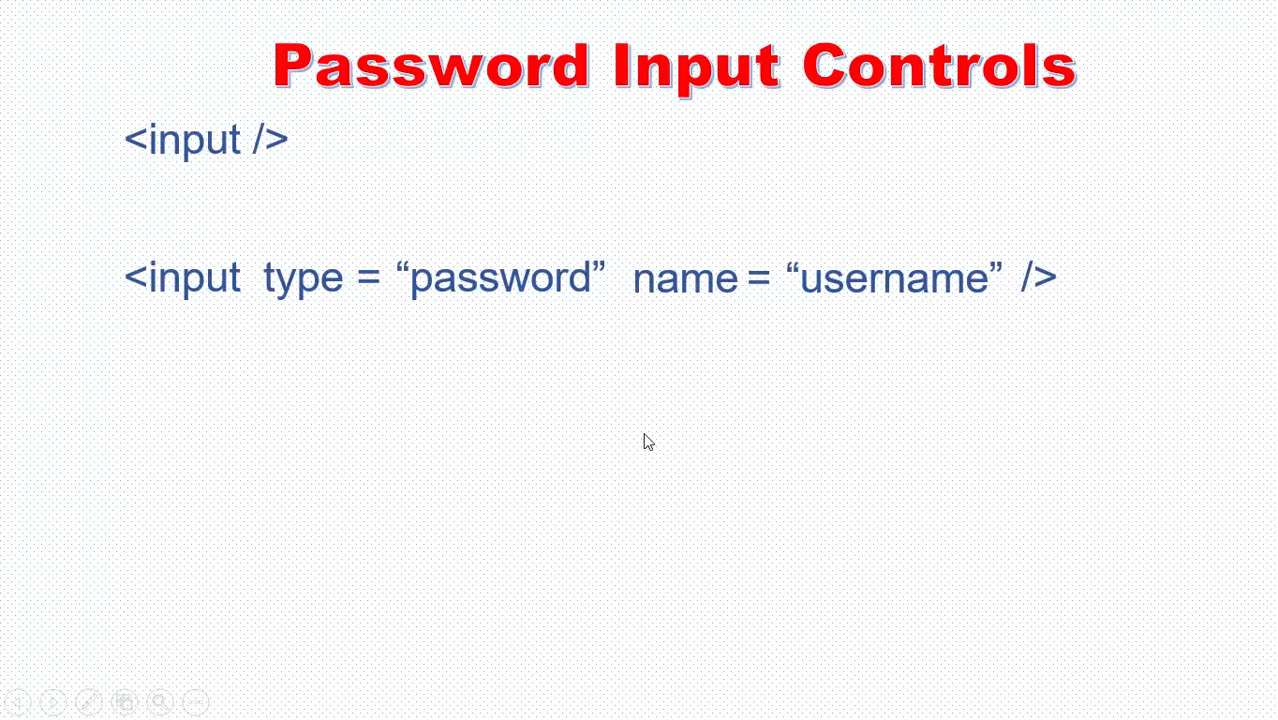 Password Input Controls
<input />
<input type = “password” name = “username” />